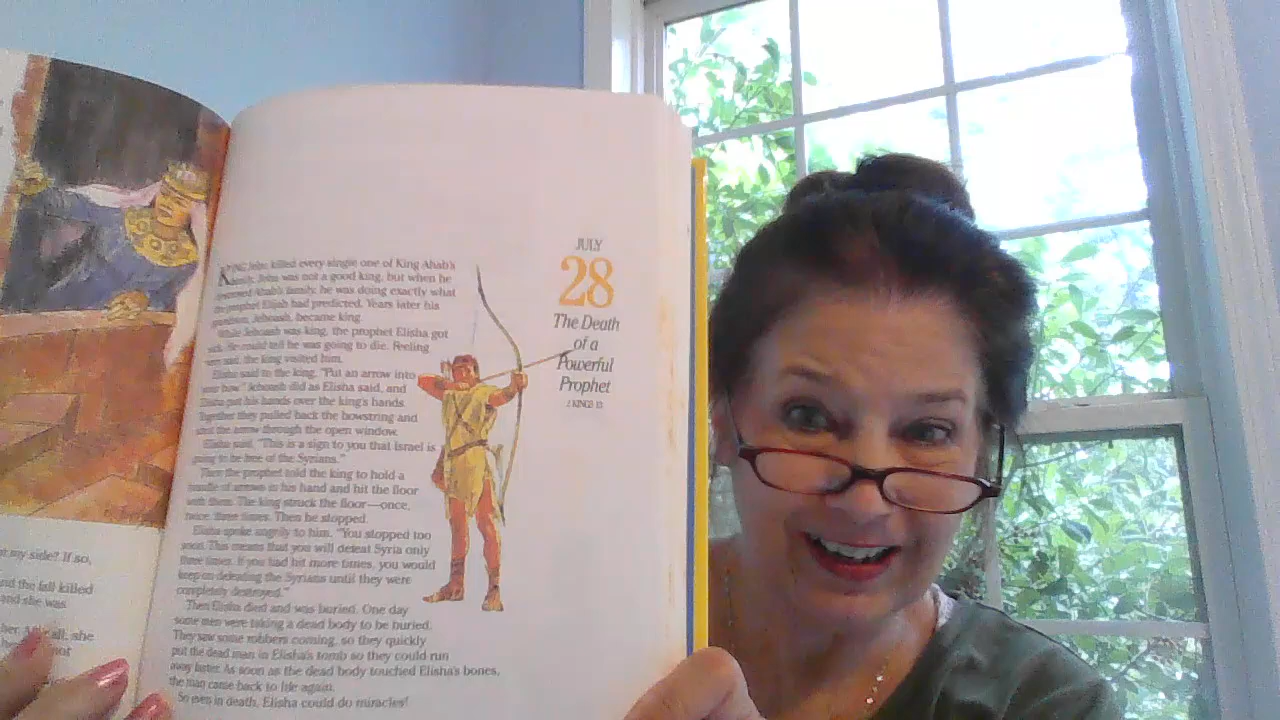 at my side? If so,
and the fall killed
and she was
all, she
not
JULY
28
The Death
of a
Powerful
Prophet
2 KINGS 13
KING Jehu killed every single one of King Ahab's
family. Jehu was not a good king, but when he
destroyed Ahab's family, he was doing exactly what
the prophet Elijah had predicted. Years later his
grandson, Jehoash, became king.
While Jehoash was king, the prophet Elisha got
sick. He could tell he was going to die. Feeling
very sad, the king visited him.
Elisha said to the king, "Put an arrow into
your bow." Jehoash did as Elisha said, and
Elisha put his hands over the king's hands.
Together they pulled back the bowstring and
shot the arrow through the open window.
Elisha said, "This is a sign to you that Israel is
going to be free of the Syrians."
Then the prophet told the king to hold a
handful of arrows in his hand and hit the floor
with them. The king struck the floor—once,
twice, three times. Then he stopped.
Elisha spoke angrily to him. "You stopped too
soon. This means that you will defeat Syria only
three times. If you had hit more times, you would
keep on defeating the Syrians until they were
completely destroyed."
Then Elisha died and was buried. One day
some men were taking a dead body to be buried.
They saw some robbers coming, so they quickly
put the dead man in Elisha's tomb so they could run
away faster. As soon as the dead body touched Elisha's bones,
the man came back to life again.
So even in death, Elisha could do miracles!